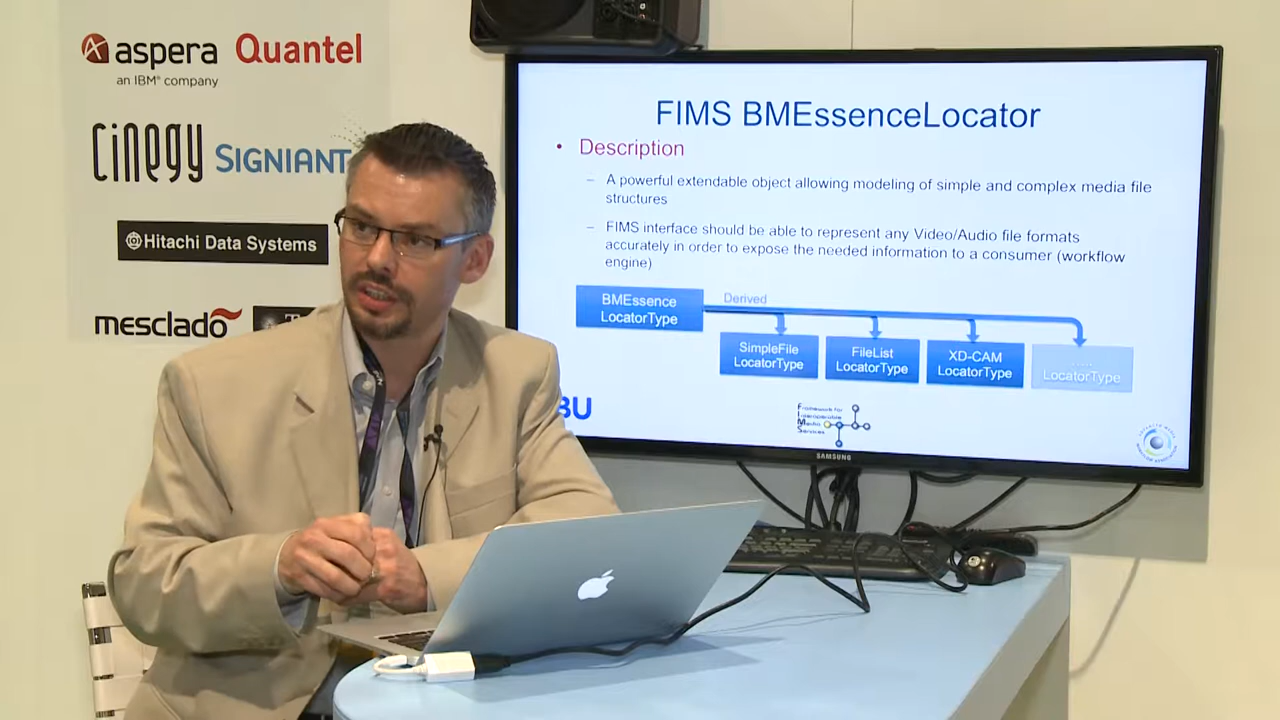 aspera Quantel
an IBM® company
cinegy SIGNIANT
Hitachi Data Systems
mesclado
FIMS BMEssenceLocator
• Description
– A powerful extendable object allowing modeling of simple and complex media file
structures
– FIMS interface should be able to represent any Video/Audio file formats
accurately in order to expose the needed information to a consumer (workflow
engine)
BMEssence
LocatorType
Derived
SimpleFile
LocatorType
FileList
LocatorType
XD-CAM
LocatorType
.....
LocatorType
BU
Framework for
Interoperable
Media
Services
SAMSUNG